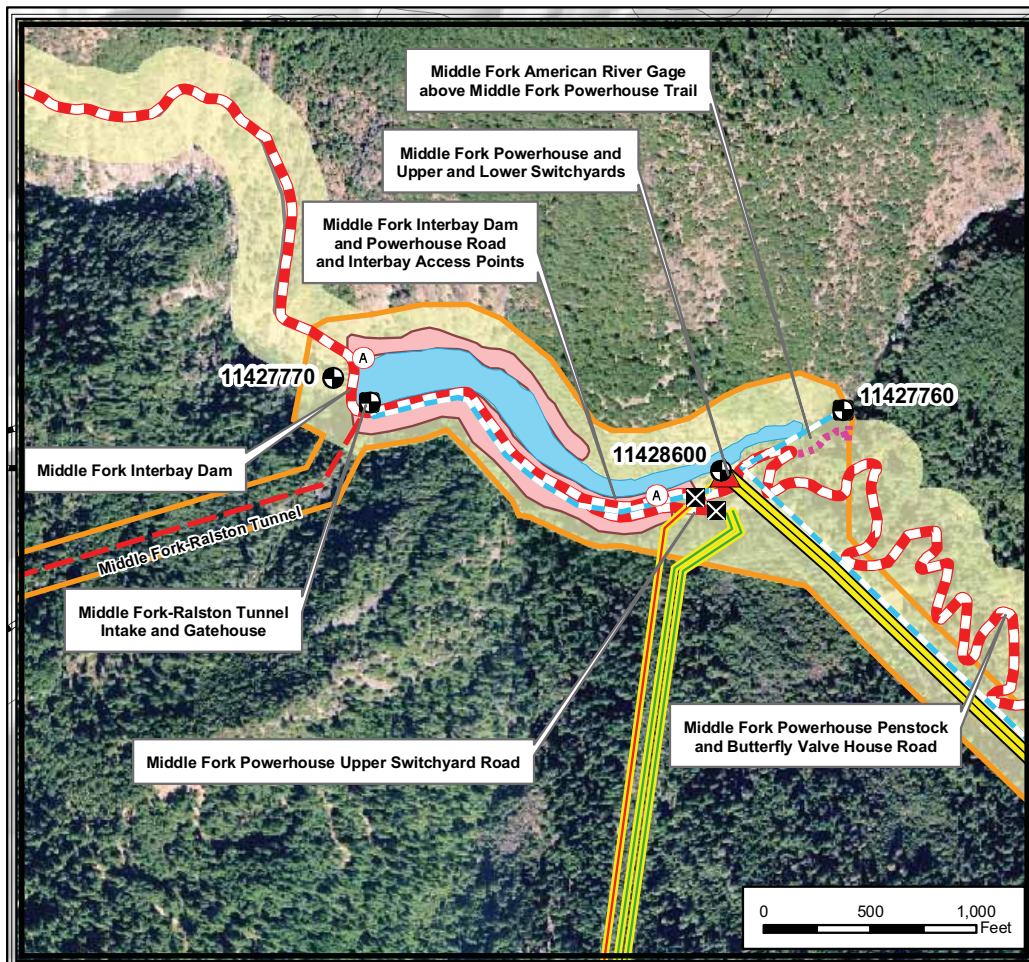 Middle Fork American River Gage
above Middle Fork Powerhouse Trail
Middle Fork Powerhouse and
Upper and Lower Switchyards
Middle Fork Interbay Dam
and Powerhouse Road
and Interbay Access Points
A
11427770
11427760
11428600
A
Middle Fork Interbay Dam
Middle Fork-Ralston Tunnel
Middle Fork-Ralston Tunnel
Intake and Gatehouse
Middle Fork Powerhouse Penstock
and Butterfly Valve House Road
Middle Fork Powerhouse Upper Switchyard Road
0 500 1,000
Feet